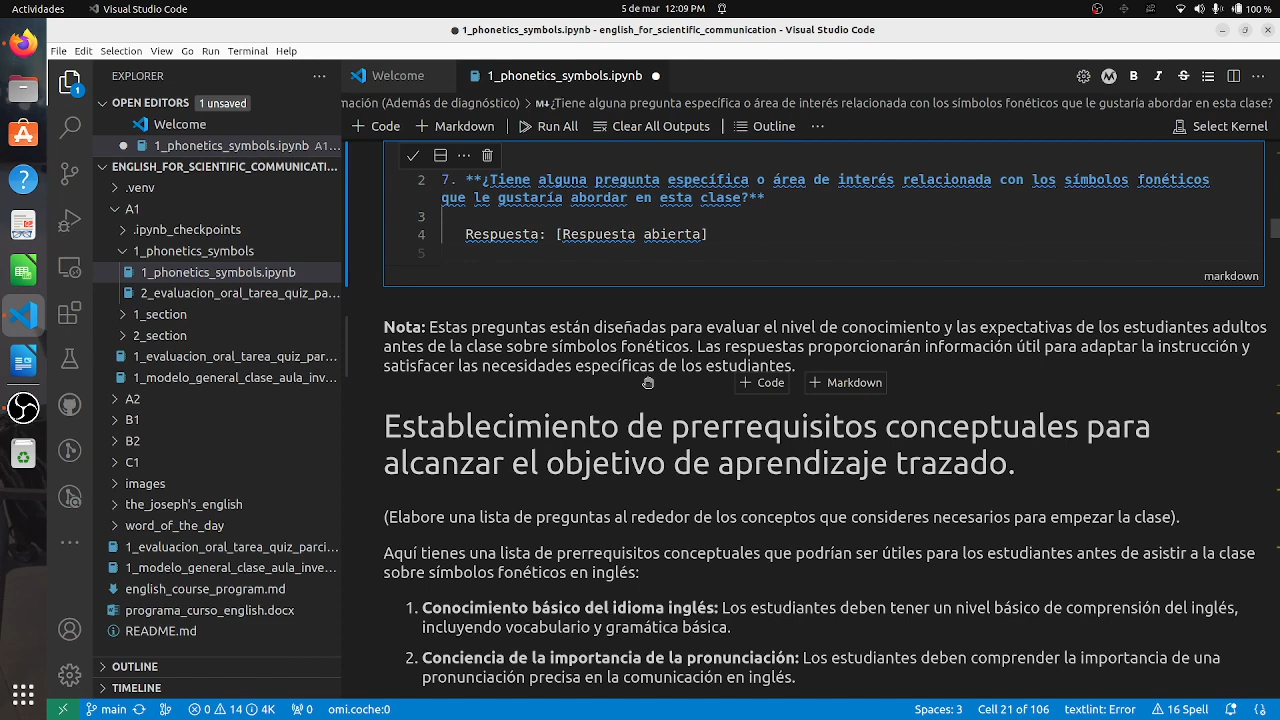 Actividades
Visual Studio Code
5 de mar 12:09 PM
100 %
1_phonetics_symbols.ipynb - english_for_scientific_communication - Visual Studio Code
File Edit Selection View Go Run Terminal Help
EXPLORER
Welcome
1_phonetics_symbols.ipynb
OPEN EDITORS 1 unsaved
Welcome
1_phonetics_symbols.ipynb A1...
ENGLISH_FOR_SCIENTIFIC_COMMUNICATI...
.venv
A1
.ipynb_checkpoints
1_phonetics_symbols
1_phonetics_symbols.ipynb
2_evaluacion_oral_tarea_quiz_pa...
1_section
2_section
1_evaluacion_oral_tarea_quiz_par...
1_modelo_general_clase_aula_inv...
A2
B1
B2
C1
images
the_joseph's_english
word_of_the_day
1_evaluacion_oral_tarea_quiz_parci...
1_modelo_general_clase_aula_inve...
english_course_program.md
programa_curso_english.docx
README.md
OUTLINE
TIMELINE
mación (Además de diagnóstico) > M↓¿Tiene alguna pregunta específica o área de interés relacionada con los símbolos fonéticos que le gustaría abordar en esta clase?
+ Code + Markdown Run All Clear All Outputs Outline ... Select Kernel
2 7. **¿Tiene alguna pregunta específica o área de interés relacionada con los símbolos fonéticos
que le gustaría abordar en esta clase?**
3
4 Respuesta: [Respuesta abierta]
5
markdown
Nota: Estas preguntas están diseñadas para evaluar el nivel de conocimiento y las expectativas de los estudiantes adultos
antes de la clase sobre símbolos fonéticos. Las respuestas proporcionarán información útil para adaptar la instrucción y
satisfacer las necesidades específicas de los estudiantes.
+ Code + Markdown
Establecimiento de prerrequisitos conceptuales para
alcanzar el objetivo de aprendizaje trazado.
(Elabore una lista de preguntas al rededor de los conceptos que consideres necesarios para empezar la clase).
Aquí tienes una lista de prerrequisitos conceptuales que podrían ser útiles para los estudiantes antes de asistir a la clase
sobre símbolos fonéticos en inglés:
1. Conocimiento básico del idioma inglés: Los estudiantes deben tener un nivel básico de comprensión del inglés,
incluyendo vocabulario y gramática básica.
2. Conciencia de la importancia de la pronunciación: Los estudiantes deben comprender la importancia de una
pronunciación precisa en la comunicación en inglés.
main 0 14 4K 0 omi.coche:0 Spaces: 3 Cell 21 of 106 textlint: Error 16 Spell